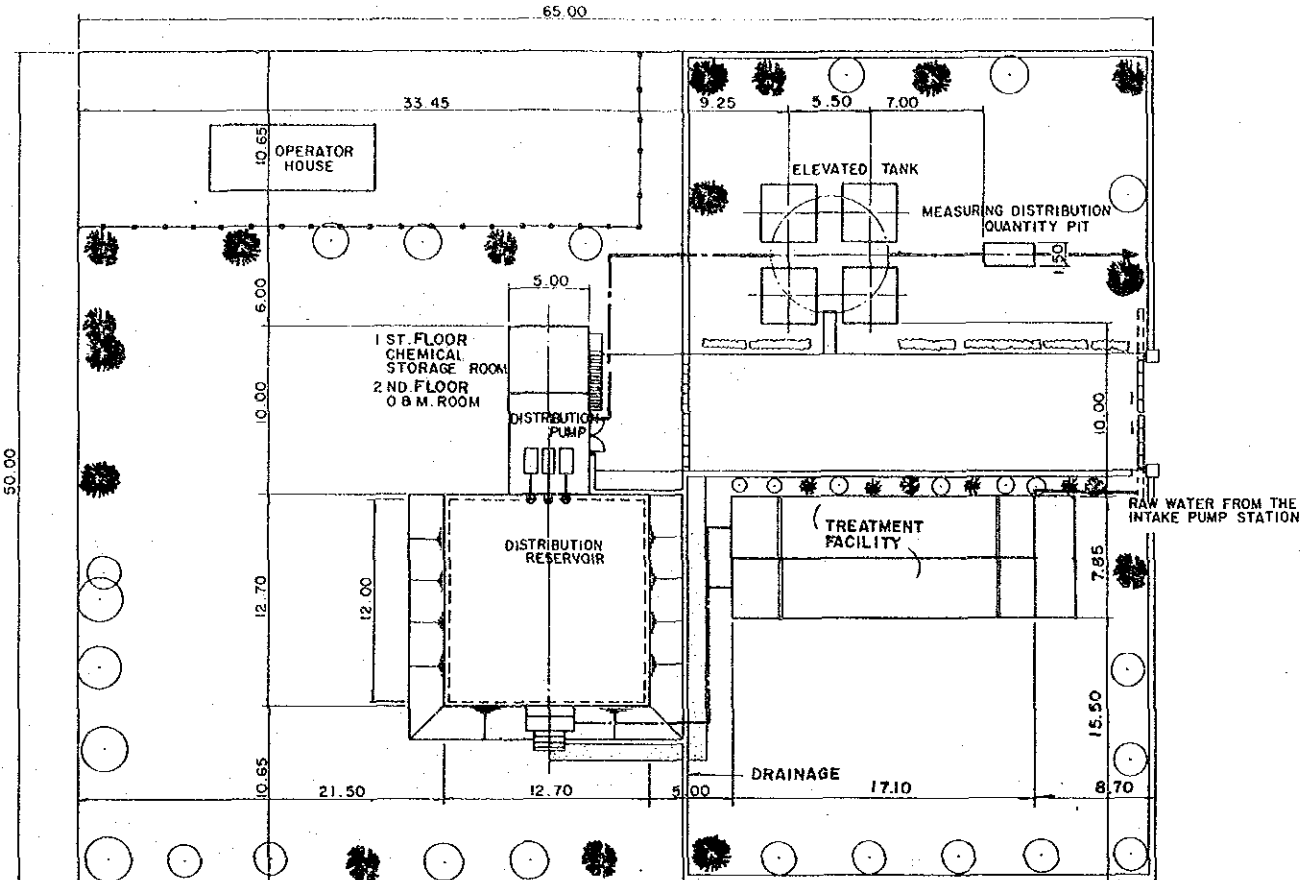 65.00
33.45
9.25
5.50
7.00
10.65
OPERATOR
HOUSE
ELEVATED TANK
MEASURING DISTRIBUTION
QUANTITY PIT
1.50
6.00
5.00
1 ST. FLOOR
CHEMICAL
STORAGE ROOM
2 ND. FLOOR
O & M. ROOM
DISTRIBUTION
PUMP
10.00
10.00
50.00
RAW WATER FROM THE
INTAKE PUMP STATION
TREATMENT
FACILITY
DISTRIBUTION
RESERVOIR
7.85
12.70
12.00
15.50
10.65
DRAINAGE
21.50
12.70
5.00
17.10
8.70